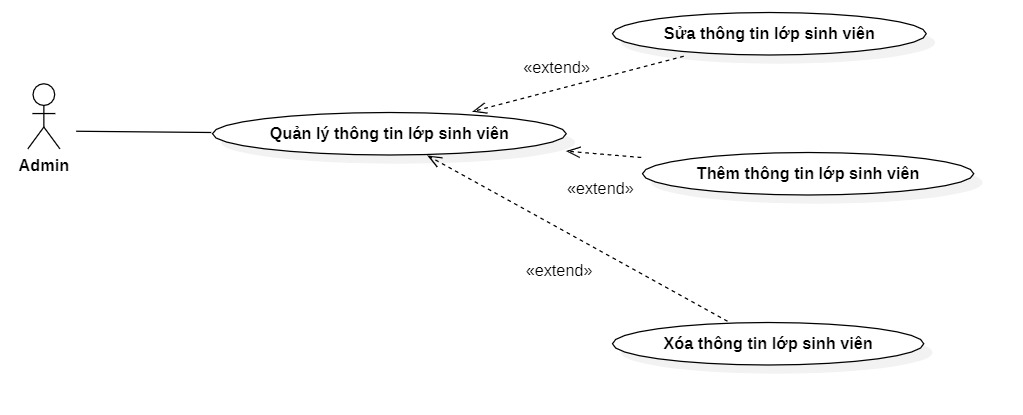 Sửa thông tin lớp sinh viên
«extend»
Quản lý thông tin lớp sinh viên
Admin
Thêm thông tin lớp sinh viên
«extend»
«extend»
Xóa thông tin lớp sinh viên